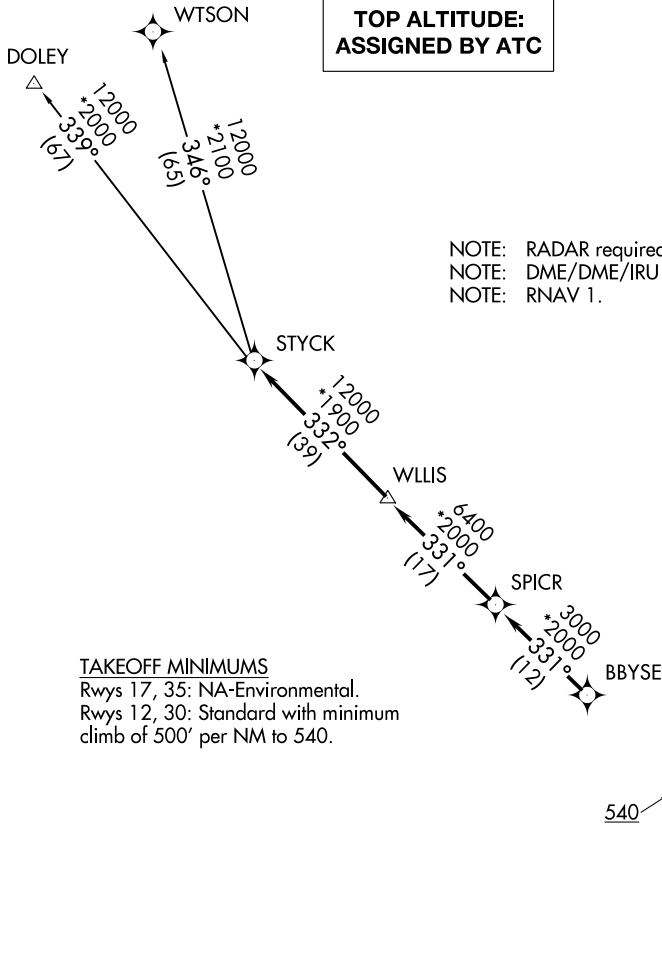 WTSON
TOP ALTITUDE:
ASSIGNED BY ATC
DOLEY
12000
*2000
339°
(67)
12000
*2100
346°
(65)
NOTE: RADAR required
NOTE: DME/DME/IRU
NOTE: RNAV 1.
STYCK
12000
*1900
332°
(39)
WLLIS
6400
*2000
331°
(17)
SPICR
3000
*2000
331°
(12)
BBYSE
TAKEOFF MINIMUMS
Rwys 17, 35: NA-Environmental.
Rwys 12, 30: Standard with minimum
climb of 500' per NM to 540.
540